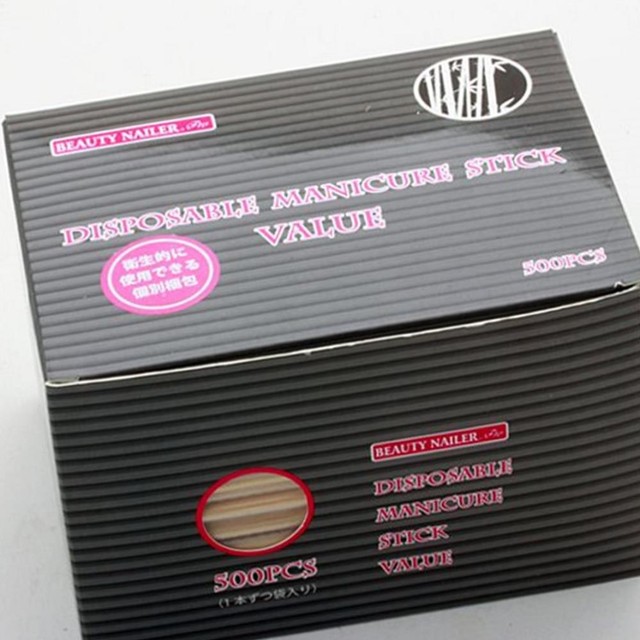 BEAUTY NAILER
DISPOSABLE MANICURE STICK
VALUE
衛生的に
使用できる
個別梱包
500PCS
BEAUTY NAILER
DISPOSABLE
MANICURE
STICK
VALUE
500PCS
(1本ずつ袋入り)